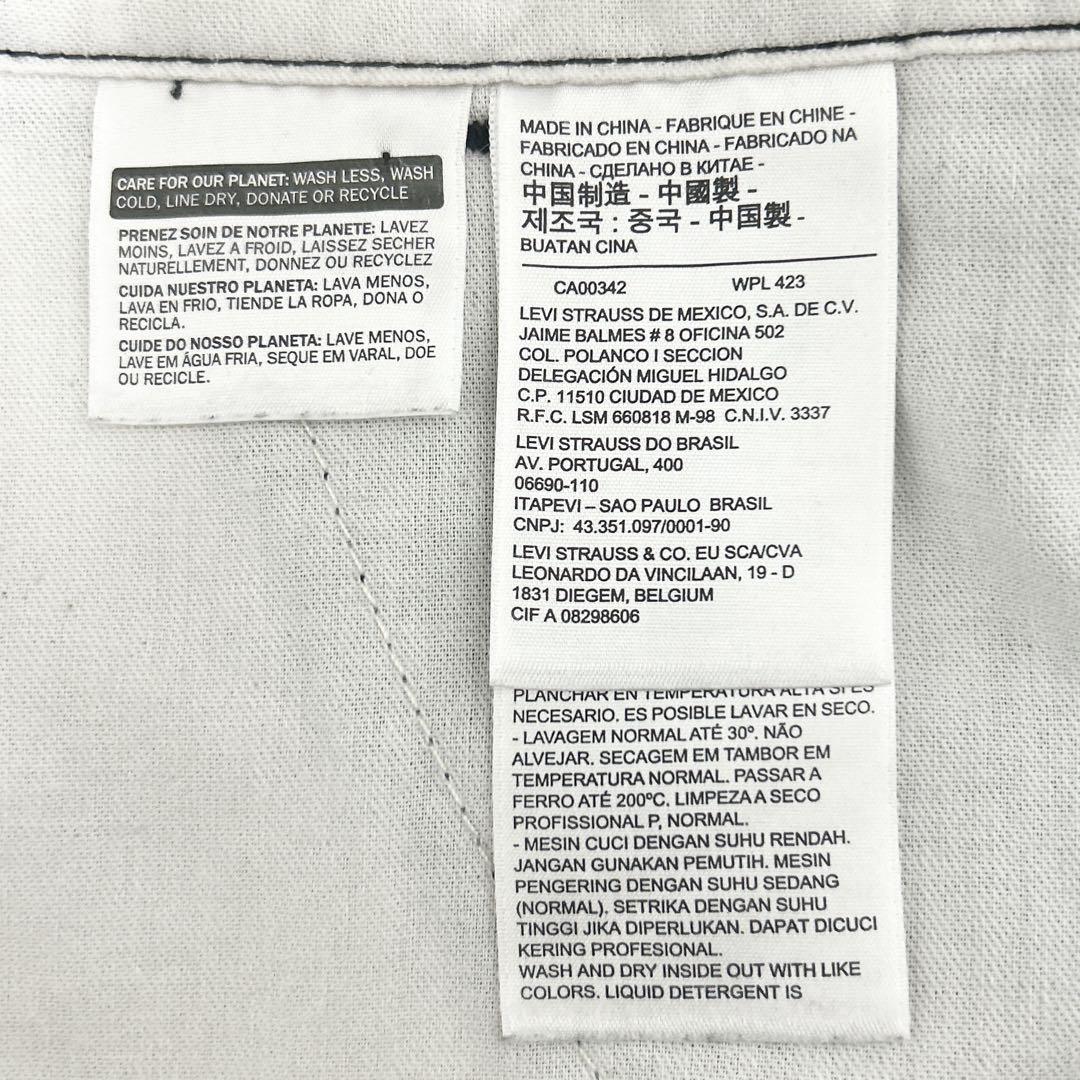 CARE FOR OUR PLANET: WASH LESS, WASH
COLD, LINE DRY, DONATE OR RECYCLE
PRENEZ SOIN DE NOTRE PLANETE: LAVEZ
MOINS, LAVEZ A FROID, LAISSEZ SECHER
NATURELLEMENT, DONNEZ OU RECYCLEZ
CUIDA NUESTRO PLANETA: LAVA MENOS,
LAVA EN FRIO, TIENDE LA ROPA, DONA O
RECICLA.
CUIDE DO NOSSO PLANETA: LAVE MENOS,
LAVE EM ÁGUA FRIA, SEQUE EM VARAL, DOE
OU RECICLE.
MADE IN CHINA - FABRIQUE EN CHINE -
FABRICADO EN CHINA - FABRICADO NA
CHINA - СДЕЛАНО В КИТАЕ -
中国制造 - 中國製 -
제조국 : 중국 - 中国製 -
BUATAN CINA
CA00342 WPL 423
LEVI STRAUSS DE MEXICO, S.A. DE C.V.
JAIME BALMES # 8 OFICINA 502
COL. POLANCO I SECCION
DELEGACIÓN MIGUEL HIDALGO
C.P. 11510 CIUDAD DE MEXICO
R.F.C. LSM 660818 M-98 C.N.I.V. 3337
LEVI STRAUSS DO BRASIL
AV. PORTUGAL, 400
06690-110
ITAPEVI – SAO PAULO BRASIL
CNPJ: 43.351.097/0001-90
LEVI STRAUSS & CO. EU SCA/CVA
LEONARDO DA VINCILAAN, 19 - D
1831 DIEGEM, BELGIUM
CIF A 08298606
PLANCHAR EN TEMPERATURA ALTA SI ES
NECESARIO. ES POSIBLE LAVAR EN SECO.
- LAVAGEM NORMAL ATÉ 30º. NÃO
ALVEJAR. SECAGEM EM TAMBOR EM
TEMPERATURA NORMAL. PASSAR A
FERRO ATÉ 200ºC. LIMPEZA A SECO
PROFISSIONAL P, NORMAL.
- MESIN CUCI DENGAN SUHU RENDAH.
JANGAN GUNAKAN PEMUTIH. MESIN
PENGERING DENGAN SUHU SEDANG
(NORMAL). SETRIKA DENGAN SUHU
TINGGI JIKA DIPERLUKAN. DAPAT DICUCI
KERING PROFESIONAL.
WASH AND DRY INSIDE OUT WITH LIKE
COLORS. LIQUID DETERGENT IS